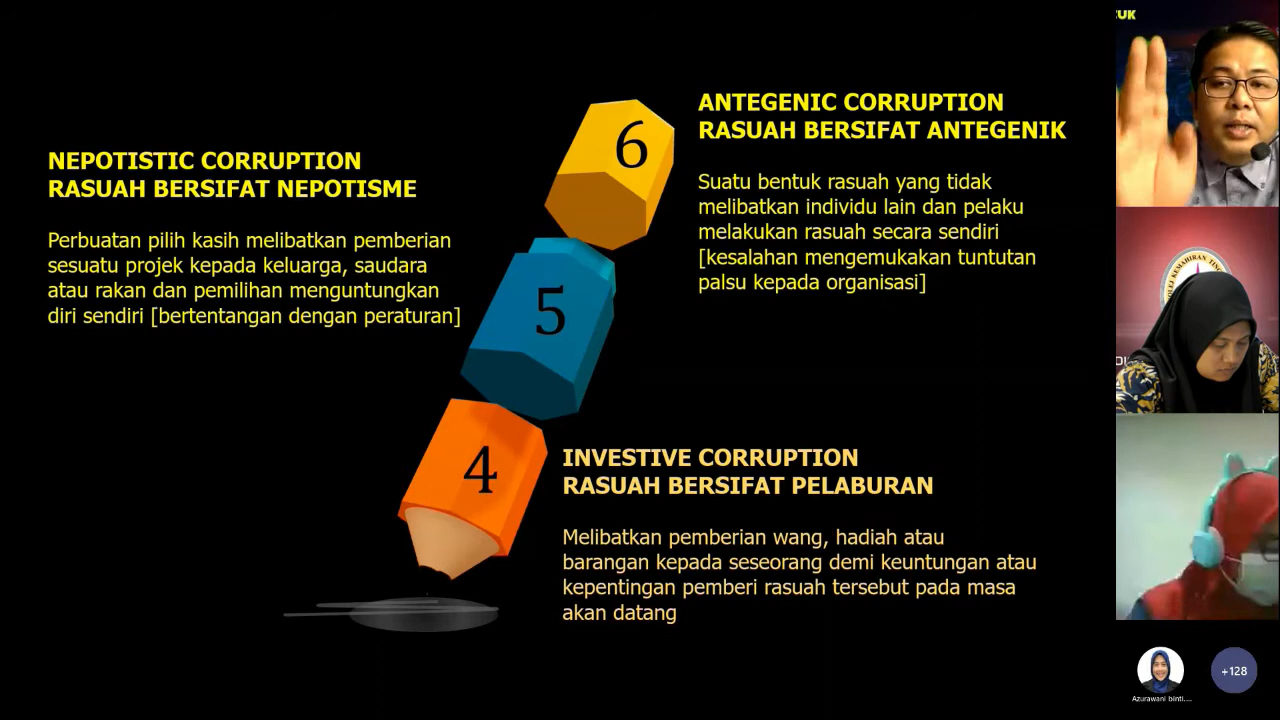 NEPOTISTIC CORRUPTION
RASUAH BERSIFAT NEPOTISME
Perbuatan pilih kasih melibatkan pemberian
sesuatu projek kepada keluarga, saudara
atau rakan dan pemilihan menguntungkan
diri sendiri [bertentangan dengan peraturan]
6
5
4
ANTEGENIC CORRUPTION
RASUAH BERSIFAT ANTEGENIK
Suatu bentuk rasuah yang tidak
melibatkan individu lain dan pelaku
melakukan rasuah secara sendiri
[kesalahan mengemukakan tuntutan
palsu kepada organisasi]
INVESTIVE CORRUPTION
RASUAH BERSIFAT PELABURAN
Melibatkan pemberian wang, hadiah atau
barangan kepada seseorang demi keuntungan atau
kepentingan pemberi rasuah tersebut pada masa
akan datang
KEMAHIRAN
Azurawani binti....
+128